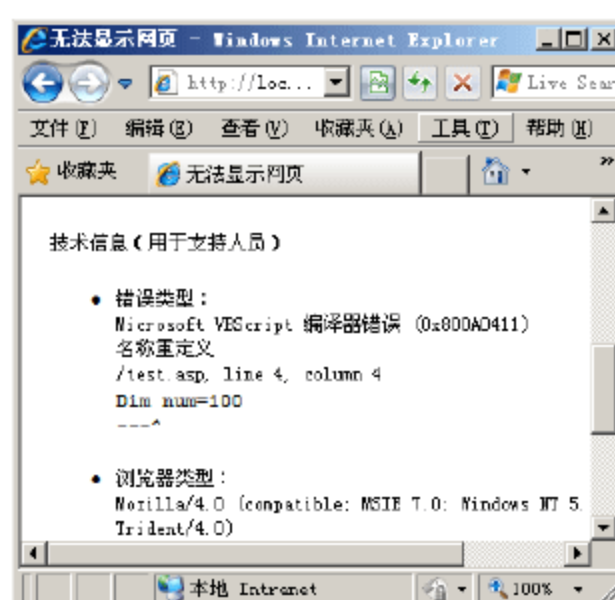 无法显示网页 - Windows Internet Explorer
http://loc...
Live Sear
文件(F) 编辑(E) 查看(V) 收藏夹(A) 工具(T) 帮助(H)
收藏夹 无法显示网页 »
技术信息(用于支持人员)
• 错误类型:
Microsoft VBScript 编译器错误 (0x800A0411)
名称重定义
/test.asp, line 4, column 4
Dim num=100
---^
• 浏览器类型:
Mozilla/4.0 (compatible; MSIE 7.0; Windows NT 5.
Trident/4.0)
本地 Intranet 100%